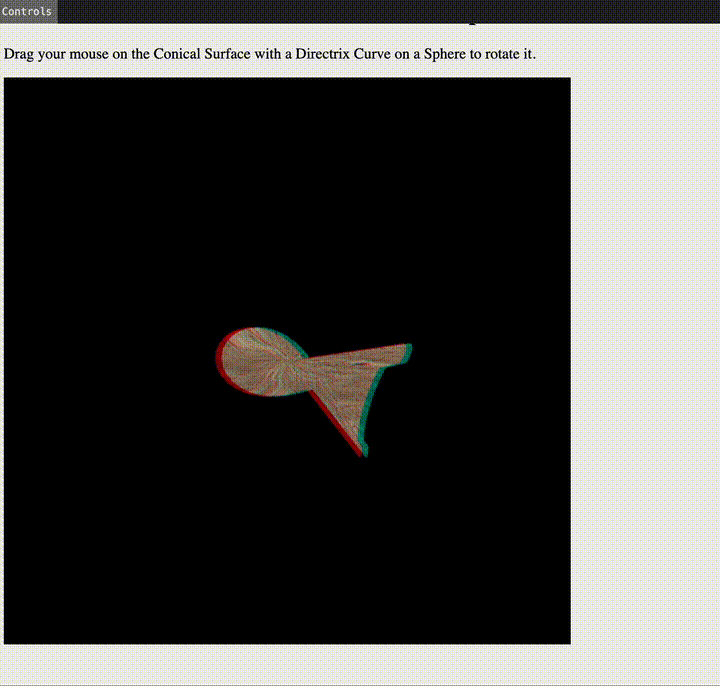 Controls
Drag your mouse on the Conical Surface with a Directrix Curve on a Sphere to rotate it.